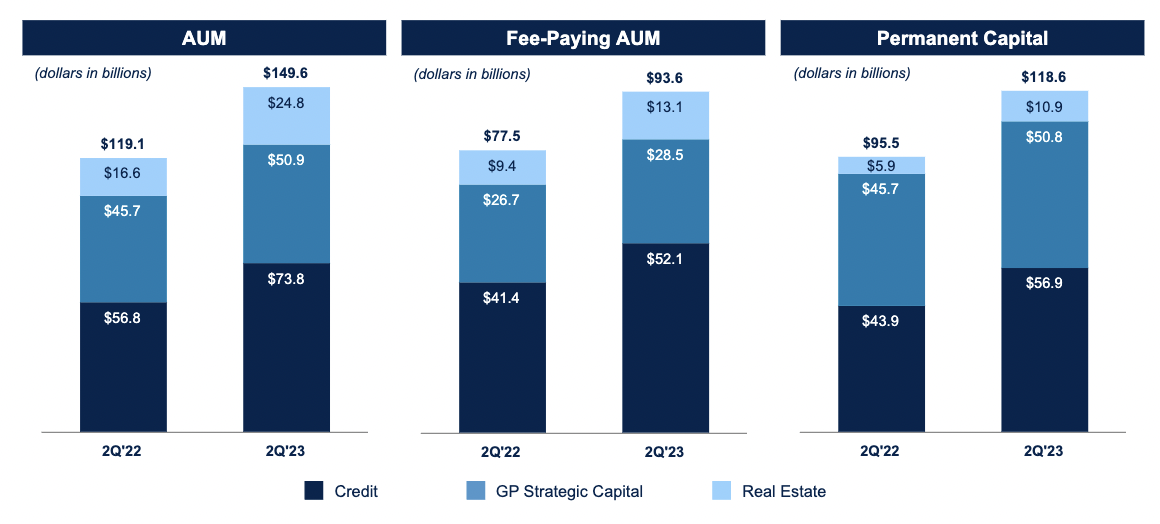 AUM
(dollars in billions)
$119.1
$16.6
$45.7
$56.8
2Q'22
$149.6
$24.8
$50.9
$73.8
2Q'23
Fee-Paying AUM
(dollars in billions)
$77.5
$9.4
$26.7
$41.4
2Q'22
$93.6
$13.1
$28.5
$52.1
2Q'23
Permanent Capital
(dollars in billions)
$95.5
$5.9
$45.7
$43.9
2Q'22
$118.6
$10.9
$50.8
$56.9
2Q'23
Credit
GP Strategic Capital
Real Estate